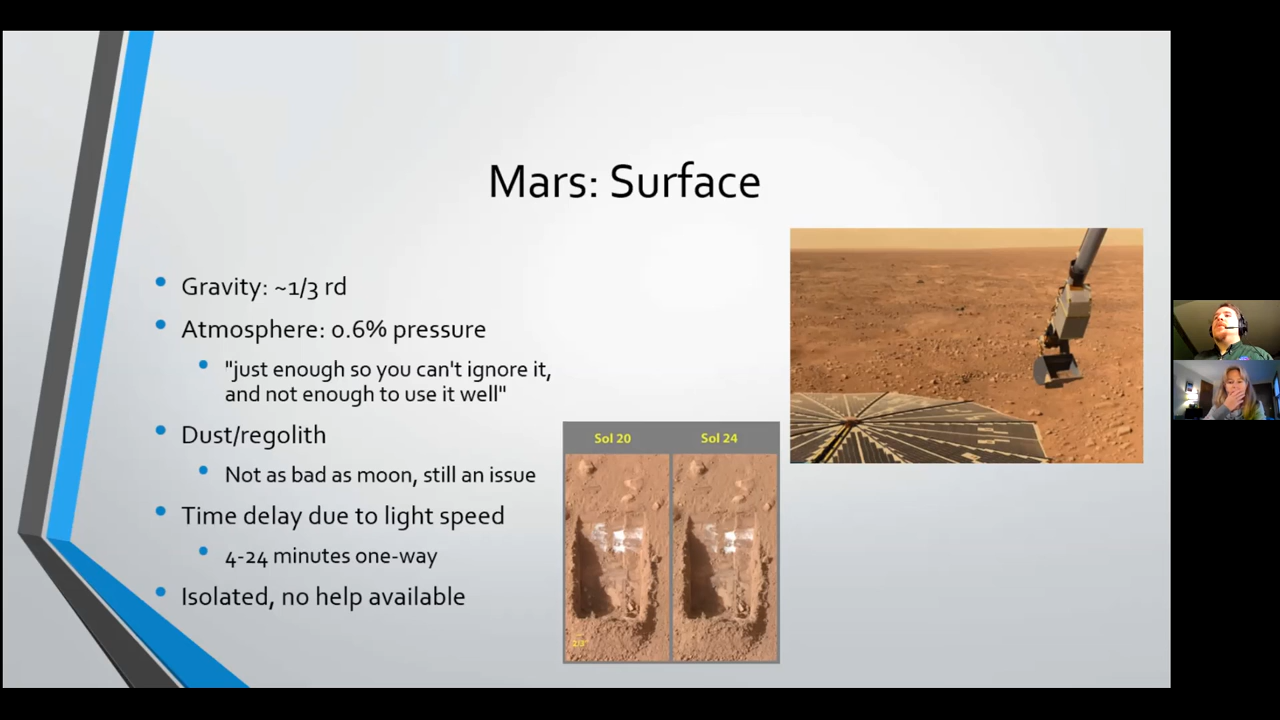 Mars: Surface
Gravity: ~1/3 rd
Atmosphere: 0.6% pressure
"just enough so you can't ignore it,
and not enough to use it well"
Dust/regolith
Not as bad as moon, still an issue
Time delay due to light speed
4-24 minutes one-way
Isolated, no help available
Sol 20
Sol 24